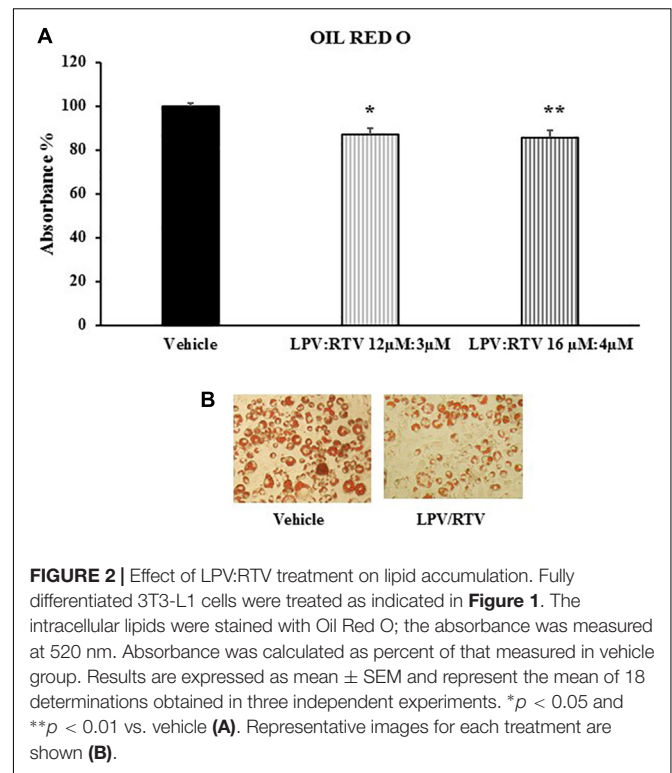 A
OIL RED O
120
100
80
60
40
20
0
Absorbance %
*
**
Vehicle
LPV:RTV 12µM:3µM
LPV:RTV 16 µM:4µM
B
Vehicle
LPV/RTV
FIGURE 2 | Effect of LPV:RTV treatment on lipid accumulation. Fully
differentiated 3T3-L1 cells were treated as indicated in Figure 1. The
intracellular lipids were stained with Oil Red O; the absorbance was measured
at 520 nm. Absorbance was calculated as percent of that measured in vehicle
group. Results are expressed as mean ± SEM and represent the mean of 18
determinations obtained in three independent experiments. *p < 0.05 and
**p < 0.01 vs. vehicle (A). Representative images for each treatment are
shown (B).